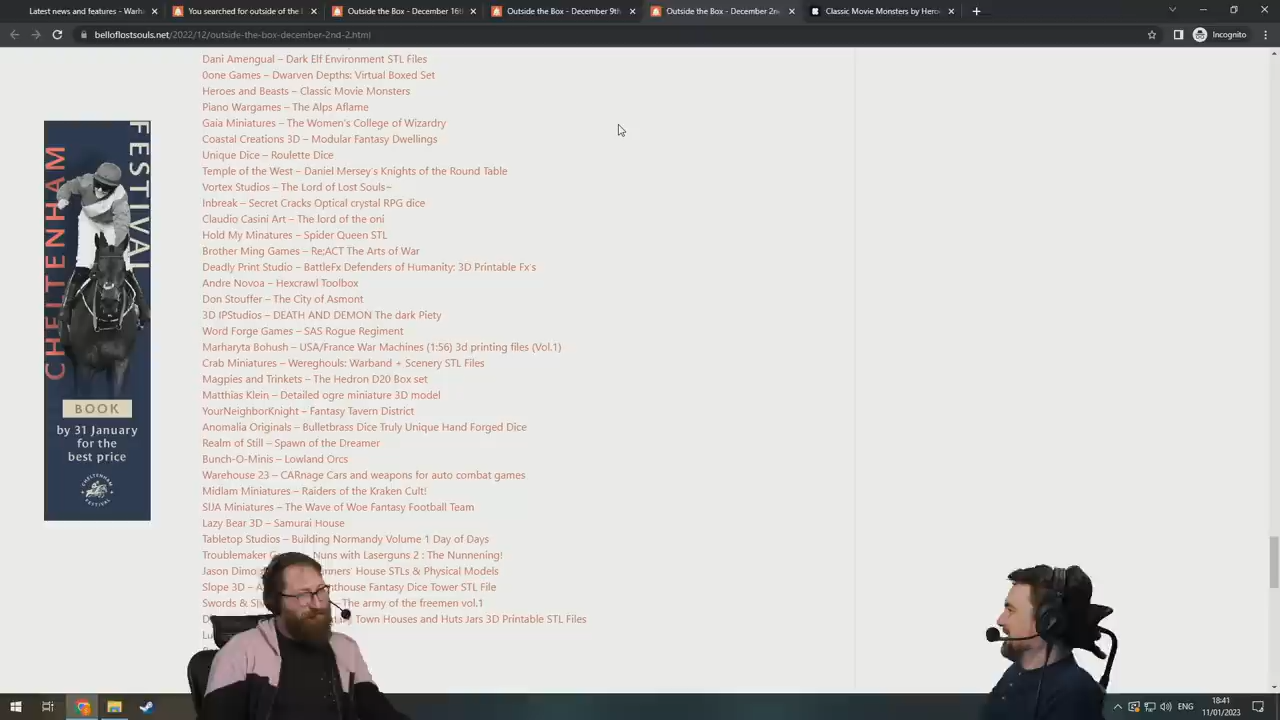 Latest news and rumours - Warh
You searched for outside of the l
Outside the Box - December 16t
Outside the Box - December 9th
Outside the Box - December 2nd
Classic Movie Monsters by Hero
belloflostsouls.net/2022/12/outside-the-box-december-2nd-2.html
Incognito
Dani Amengual – Dark Elf Environment STL Files
0one Games – Dwarven Depths: Virtual Boxed Set
Heroes and Beasts – Classic Movie Monsters
Piano Wargames – The Alps Aflame
Gaia Miniatures – The Women's College of Wizardry
Coastal Creations 3D – Modular Fantasy Dwellings
Unique Dice – Roulette Dice
Temple of the West – Daniel Mersey's Knights of the Round Table
Vortex Studios – The Lord of Lost Souls~
Inbreak – Secret Cracks Optical crystal RPG dice
Claudio Casini Art – The lord of the oni
Hold My Minatures – Spider Queen STL
Brother Ming Games – Re;ACT The Arts of War
Deadly Print Studio – BattleFx Defenders of Humanity: 3D Printable Fx's
Andre Novoa – Hexcrawl Toolbox
Don Stouffer – The City of Asmont
3D IPStudios – DEATH AND DEMON The dark Piety
Word Forge Games – SAS Rogue Regiment
Marharyta Bohush – USA/France War Machines (1:56) 3d printing files (Vol.1)
Crab Miniatures – Wereghouls: Warband + Scenery STL Files
Magpies and Trinkets – The Hedron D20 Box set
Matthias Klein – Detailed ogre miniature 3D model
YourNeighborKnight – Fantasy Tavern District
Anomalia Originals – Bulletbrass Dice Truly Unique Hand Forged Dice
Realm of Still – Spawn of the Dreamer
Bunch-O-Minis – Lowland Orcs
Warehouse 23 – CARnage Cars and weapons for auto combat games
Midlam Miniatures – Raiders of the Kraken Cult!
SIJA Miniatures – The Wave of Woe Fantasy Football Team
Lazy Bear 3D – Samurai House
Tabletop Studios – Building Normandy Volume 1 Day of Days
Troublemaker Nuns with Laserguns 2 : The Nunnening!
Jason Dimo House STLs & Physical Models
Slope 3D – Fantasy Dice Tower STL File
Swords & The army of the freemen vol.1
Town Houses and Huts Jars 3D Printable STL Files
CHELTENHAM
FESTIVAL
BOOK
by 31 January
for the
best price
CHELTENHAM
FESTIVAL
ENG
18:41
11/01/2023